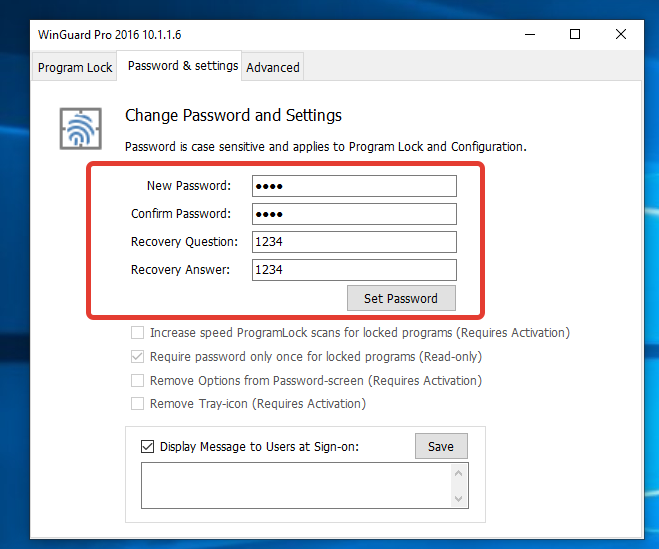 WinGuard Pro 2016 10.1.1.6
Program Lock Password & settings Advanced
Change Password and Settings
Password is case sensitive and applies to Program Lock and Configuration.
New Password: ●●●●
Confirm Password: ●●●●
Recovery Question: 1234
Recovery Answer: 1234
Set Password
Increase speed ProgramLock scans for locked programs (Requires Activation)
Require password only once for locked programs (Read-only)
Remove Options from Password-screen (Requires Activation)
Remove Tray-icon (Requires Activation)
Display Message to Users at Sign-on: Save